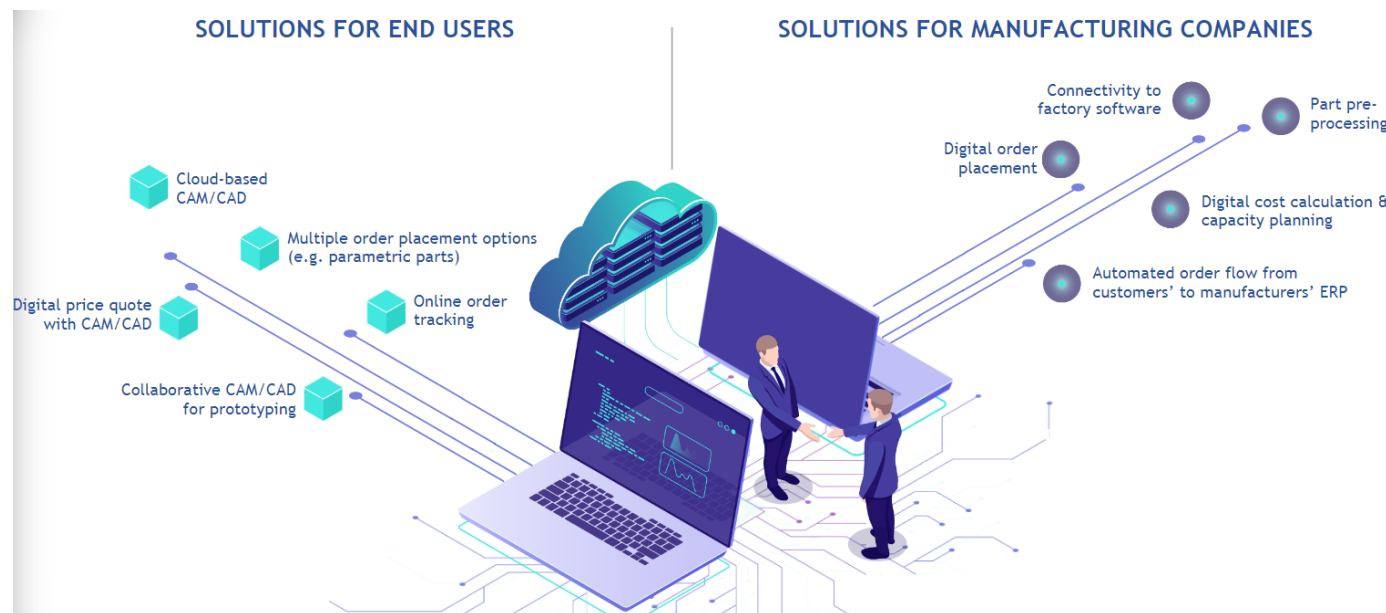 SOLUTIONS FOR END USERS
Cloud-based
CAM/CAD
Multiple order placement options
(e.g. parametric parts)
Digital price quote
with CAM/CAD
Online order
tracking
Collaborative CAM/CAD
for prototyping
SOLUTIONS FOR MANUFACTURING COMPANIES
Connectivity to
factory software
Part pre-
processing
Digital order
placement
Digital cost calculation &
capacity planning
Automated order flow from
customers’ to manufacturers’ ERP